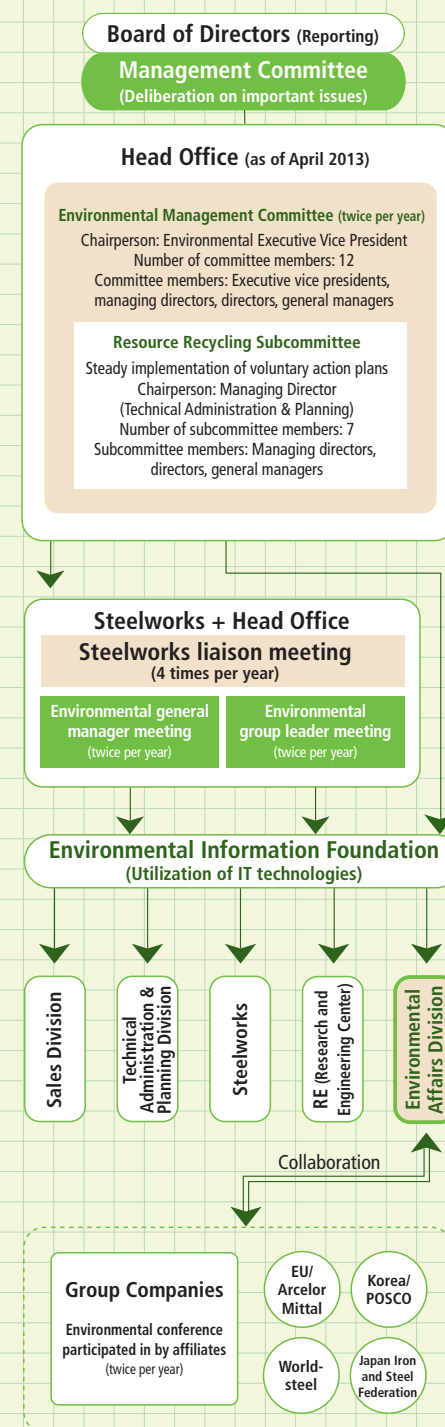 Board of Directors (Reporting)
Management Committee
(Deliberation on important issues)
Head Office (as of April 2013)
Environmental Management Committee (twice per year)
Chairperson: Environmental Executive Vice President
Number of committee members: 12
Committee members: Executive vice presidents,
managing directors, directors, general managers
Resource Recycling Subcommittee
Steady implementation of voluntary action plans
Chairperson: Managing Director
(Technical Administration & Planning)
Number of subcommittee members: 7
Subcommittee members: Managing directors,
directors, general managers
Steelworks + Head Office
Steelworks liaison meeting
(4 times per year)
Environmental general
manager meeting
(twice per year)
Environmental
group leader meeting
(twice per year)
Environmental Information Foundation
(Utilization of IT technologies)
Sales Division
Technical
Administration &
Planning Division
Steelworks
RE (Research and
Engineering Center)
Environmental
Affairs Division
Collaboration
Group Companies
Environmental conference
participated in by affiliates
(twice per year)
EU/
Arcelor
Mittal
Korea/
POSCO
World-
steel
Japan Iron
and Steel
Federation